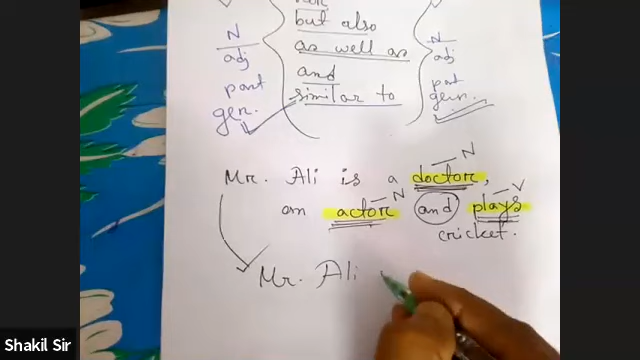 nor
but also
N as well as N
adj and adj
part similar to part
gen. gen.
Mr. Ali is a doctor, N
an actor N and plays V
cricket.
Mr. Ali
Shakil Sir